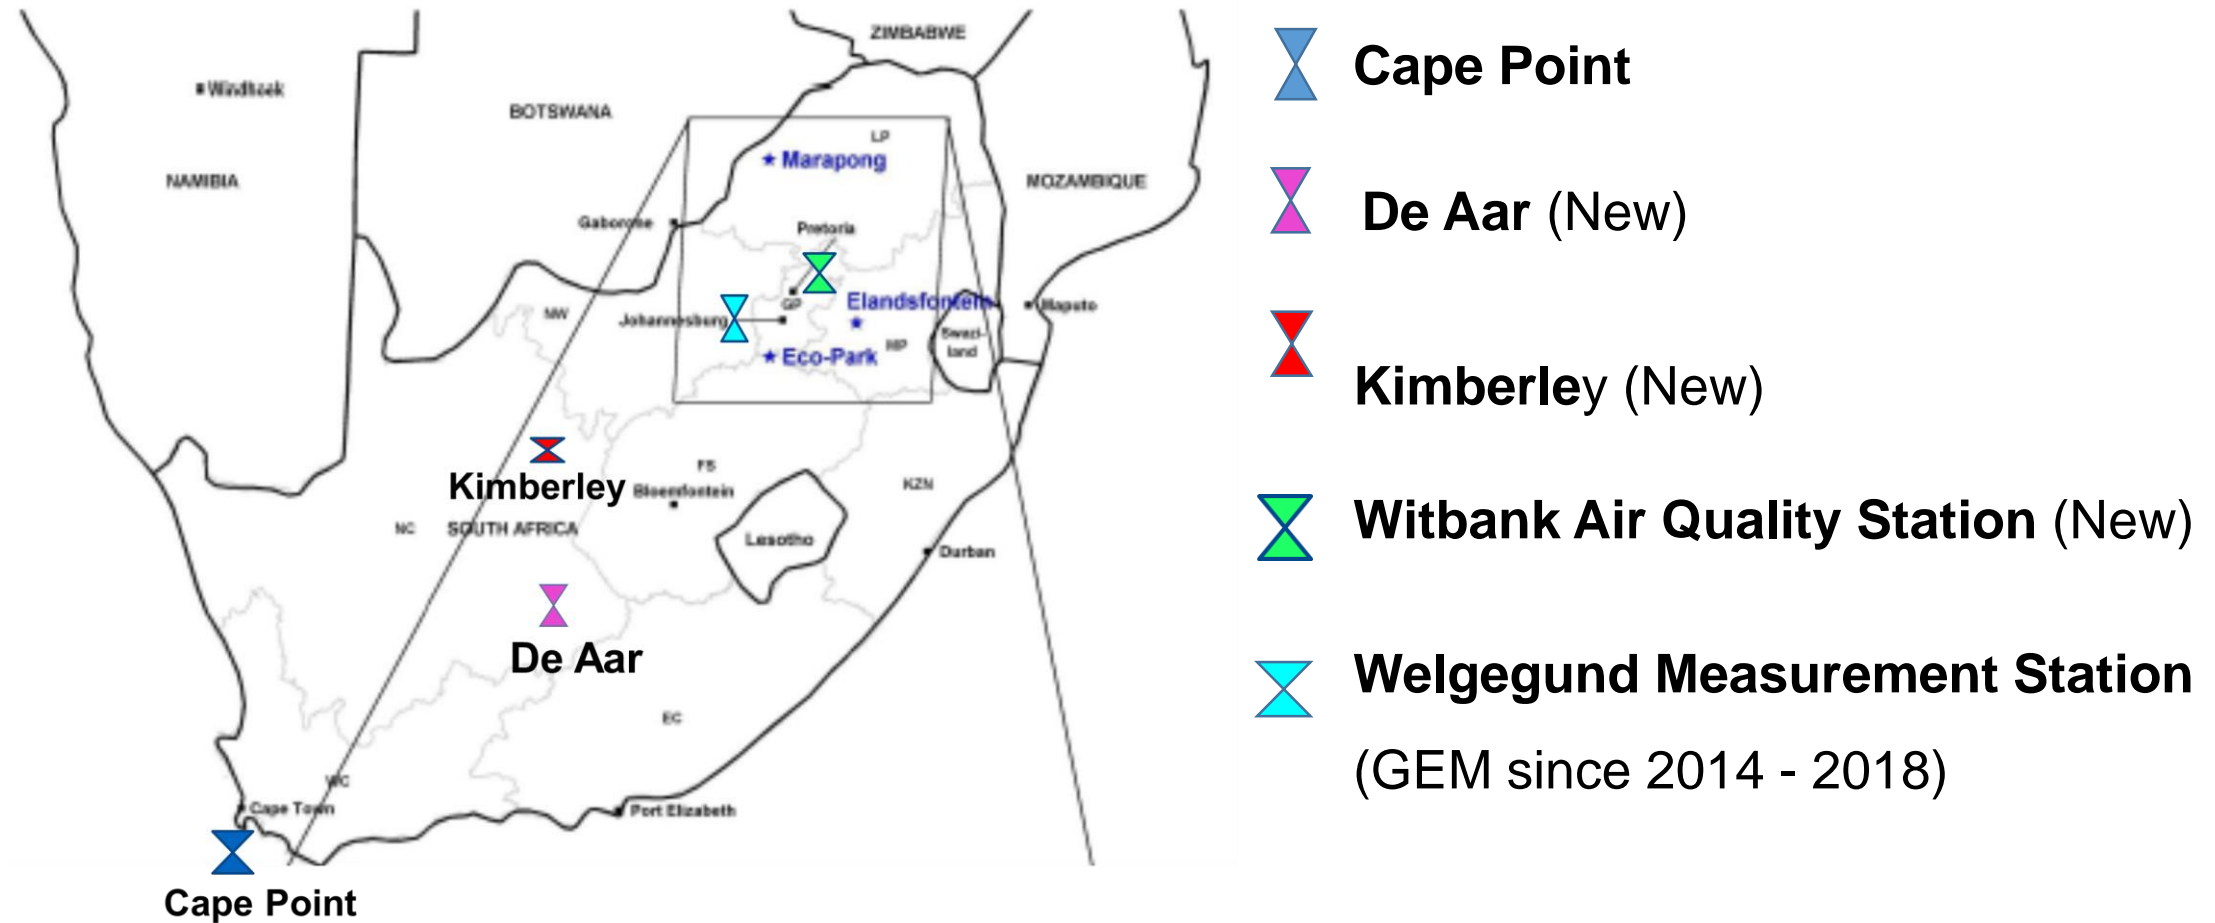 ZIMBABWE
Windhoek
BOTSWANA
LP
Marapong
NAMIBIA
MOZAMBIQUE
Gaborone
Pretoria
Elandsfontein
GP
Maputo
NW
Johannesburg
Swazi-
land
MP
Eco-Park
FS
Kimberley
Bloemfontein
KZN
NC
SOUTH AFRICA
Lesotho
Durban
De Aar
EC
WC
Cape Town
Port Elizabeth
Cape Point
Cape Point
De Aar (New)
Kimberley (New)
Witbank Air Quality Station (New)
Welgegund Measurement Station
(GEM since 2014 - 2018)